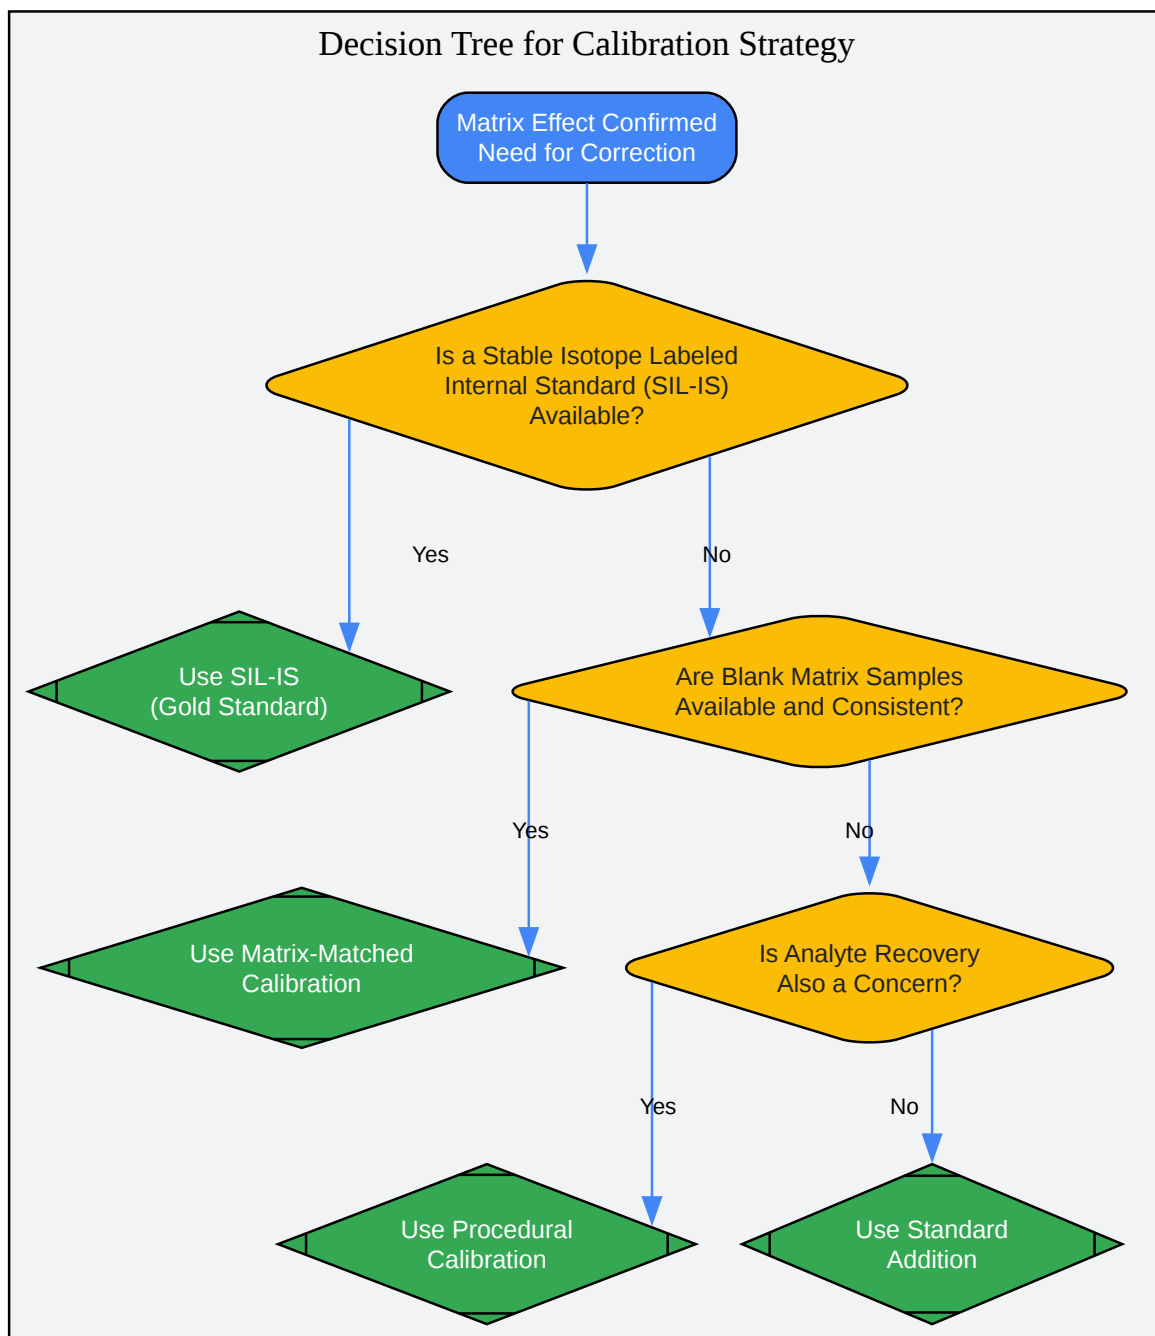 Decision Tree for Calibration Strategy
Matrix Effect Confirmed
Need for Correction
Is a Stable Isotope Labeled
Internal Standard (SIL-IS)
Available?
Yes
No
Use SIL-IS
(Gold Standard)
Are Blank Matrix Samples
Available and Consistent?
Yes
No
Use Matrix-Matched
Calibration
Is Analyte Recovery
Also a Concern?
Yes
No
Use Procedural
Calibration
Use Standard
Addition